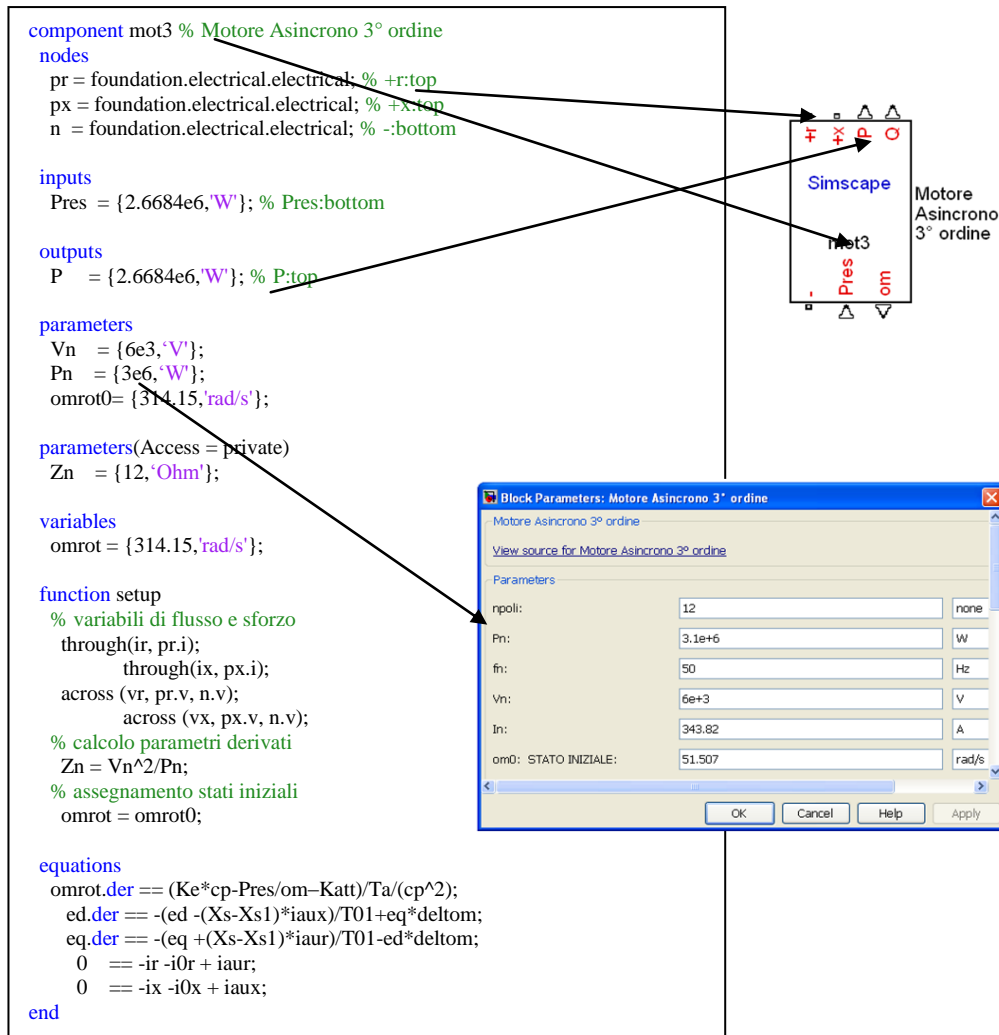 component mot3 % Motore Asincrono 3° ordine
nodes
pr = foundation.electrical.electrical; % +r:top
px = foundation.electrical.electrical; % +x:top
n = foundation.electrical.electrical; % -:bottom
inputs
Pres = {2.6684e6,'W'}; % Pres:bottom
outputs
P = {2.6684e6,'W'}; % P:top
parameters
Vn = {6e3,‘V'};
Pn = {3e6,‘W'};
omrot0= {314.15,'rad/s'};
parameters(Access = private)
Zn = {12,‘Ohm'};
variables
omrot = {314.15,'rad/s'};
function setup
% variabili di flusso e sforzo
through(ir, pr.i);
through(ix, px.i);
across (vr, pr.v, n.v);
across (vx, px.v, n.v);
% calcolo parametri derivati
Zn = Vn^2/Pn;
% assegnamento stati iniziali
omrot = omrot0;
equations
omrot.der == (Ke*cp-Pres/om–Katt)/Ta/(cp^2);
ed.der == -(ed -(Xs-Xs1)*iaux)/T01+eq*deltom;
eq.der == -(eq +(Xs-Xs1)*iaur)/T01-ed*deltom;
0 == -ir -i0r + iaur;
0 == -ix -i0x + iaux;
end
+r +x P Q
Simscape
mot3
- Pres om
Motore
Asincrono
3° ordine
Block Parameters: Motore Asincrono 3° ordine
Motore Asincrono 3° ordine
View source for Motore Asincrono 3° ordine
Parameters
npoli: 12 none
Pn: 3.1e+6 W
fn: 50 Hz
Vn: 6e+3 V
In: 343.82 A
om0: STATO INIZIALE: 51.507 rad/s
OK Cancel Help Apply